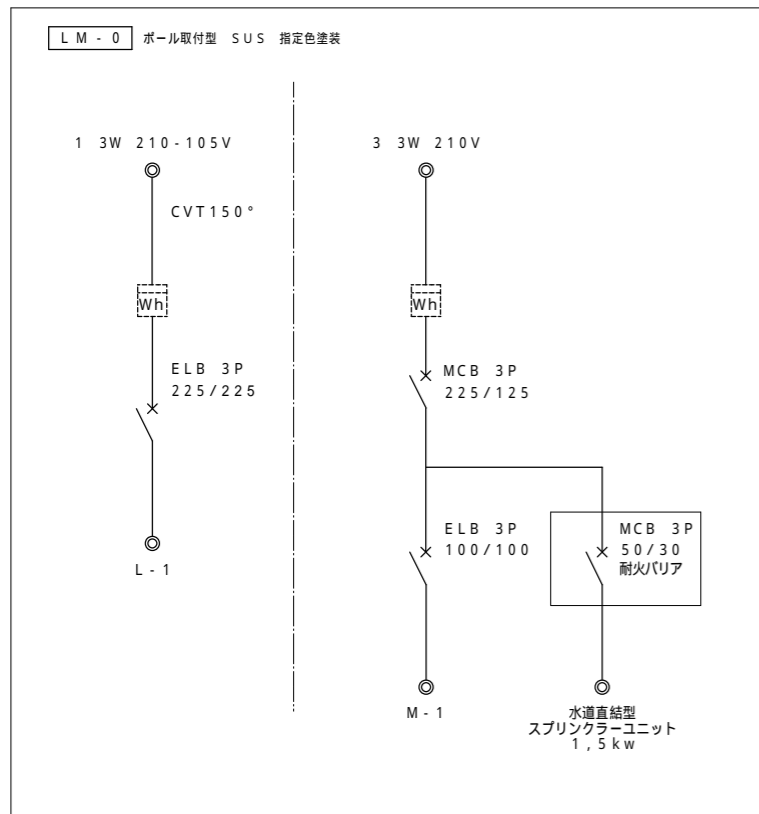 LM-0 ポール取付型 SUS 指定色塗装
1 3W 210-105V
CVT150°
Wh
ELB 3P
225/225
L-1
3 3W 210V
Wh
MCB 3P
225/125
ELB 3P
100/100
M-1
MCB 3P
50/30
耐火バリア
水道直結型
スプリンクラーユニット
1,5kw